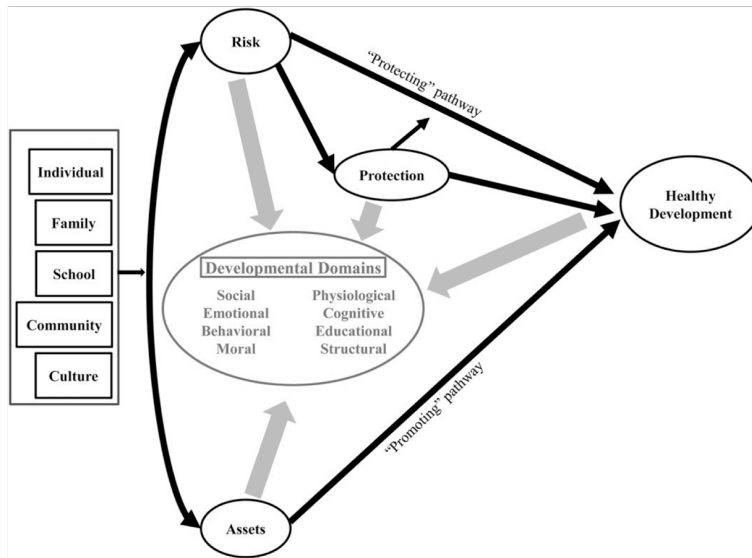 Risk
"Protecting" pathway
Individual
Family
School
Community
Culture
Protection
Healthy
Development
Developmental Domains
Social
Emotional
Behavioral
Moral
Physiological
Cognitive
Educational
Structural
"Promoting" pathway
Assets